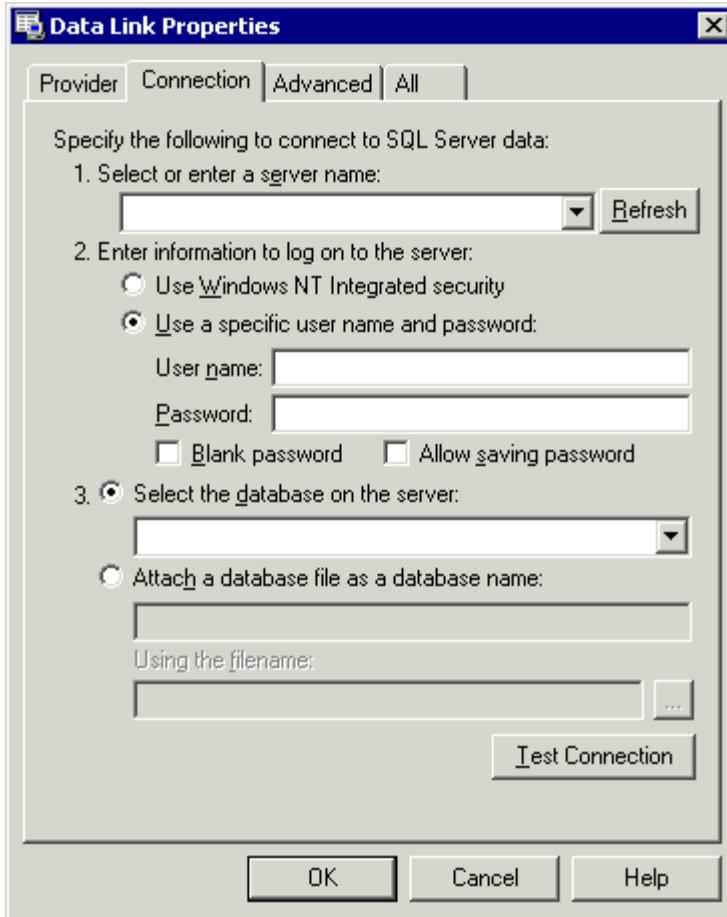 Data Link Properties
Provider Connection Advanced All
Specify the following to connect to SQL Server data:
1. Select or enter a server name:
Refresh
2. Enter information to log on to the server:
Use Windows NT Integrated security
Use a specific user name and password:
User name:
Password:
Blank password Allow saving password
3. Select the database on the server:
Attach a database file as a database name:
Using the filename:
...
Test Connection
OK Cancel Help